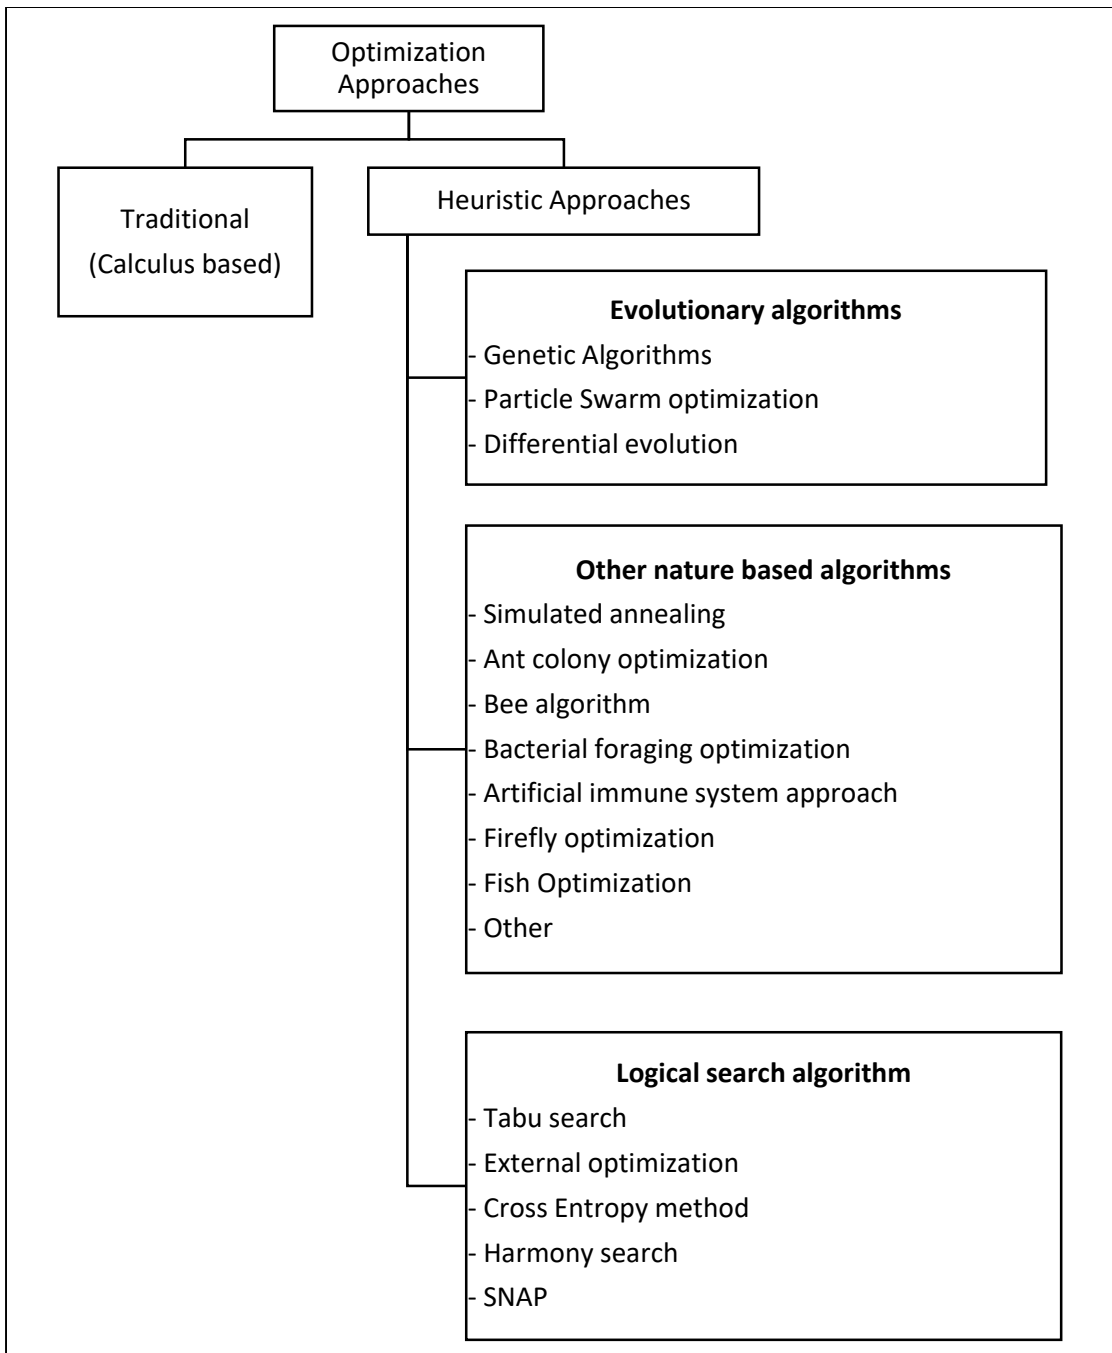 Optimization
Approaches
Traditional
(Calculus based)
Heuristic Approaches
Evolutionary algorithms
- Genetic Algorithms
- Particle Swarm optimization
- Differential evolution
Other nature based algorithms
- Simulated annealing
- Ant colony optimization
- Bee algorithm
- Bacterial foraging optimization
- Artificial immune system approach
- Firefly optimization
- Fish Optimization
- Other
Logical search algorithm
- Tabu search
- External optimization
- Cross Entropy method
- Harmony search
- SNAP